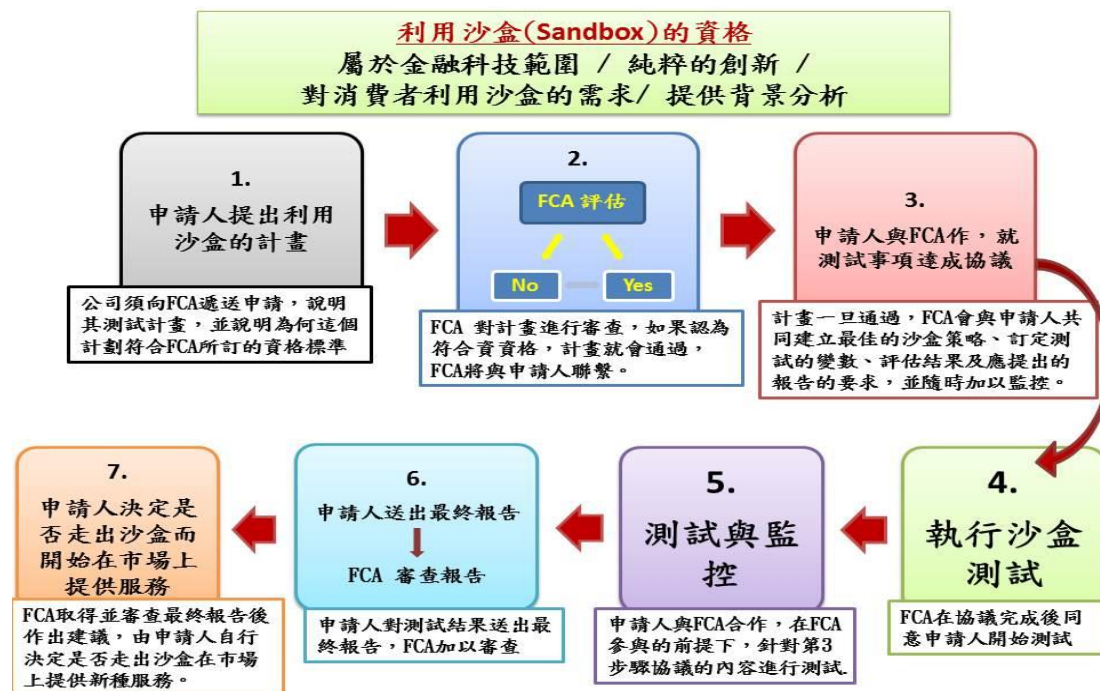 利用沙盒(Sandbox)的資格
屬於金融科技範圍 / 純粹的創新 /
對消費者利用沙盒的需求/ 提供背景分析
1.
申請人提出利用
沙盒的計畫
公司須向FCA遞送申請，說明
其測試計畫，並說明為何這個
計劃符合FCA所訂的資格標準
2.
FCA 評估
No
Yes
FCA 對計畫進行審查，如果認為
符合資資格，計畫就會通過，
FCA將與申請人聯繫。
3.
申請人與FCA作，就
測試事項達成協議
計畫一旦通過，FCA會與申請人共
同建立最佳的沙盒策略、訂定測
試的變數、評估結果及應提出的
報告的要求，並隨時加以監控。
4.
執行沙盒
測試
FCA在協議完成後同
意申請人開始測試
5.
測試與監
控
申請人與FCA合作，在FCA
參與的前提下，針對第3
步驟協議的內容進行測試.
6.
申請人送出最終報告
FCA 審查報告
申請人對測試結果送出最
終報告，FCA加以審查
7.
申請人決定是
否走出沙盒而
開始在市場上
提供服務
FCA取得並審查最終報告後
作出建議，由申請人自行
決定是否走出沙盒在市場
上提供新種服務。